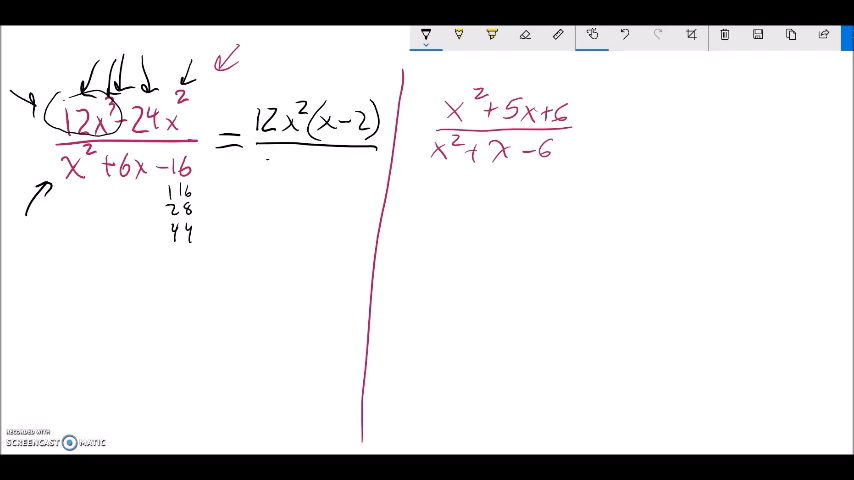 12x³ - 24x²
x² + 6x - 16
1 16
2 8
4 4
= 12x²(x - 2)
x² + 5x + 6
x² + x - 6
RECORDED WITH
SCREENCAST MATIC